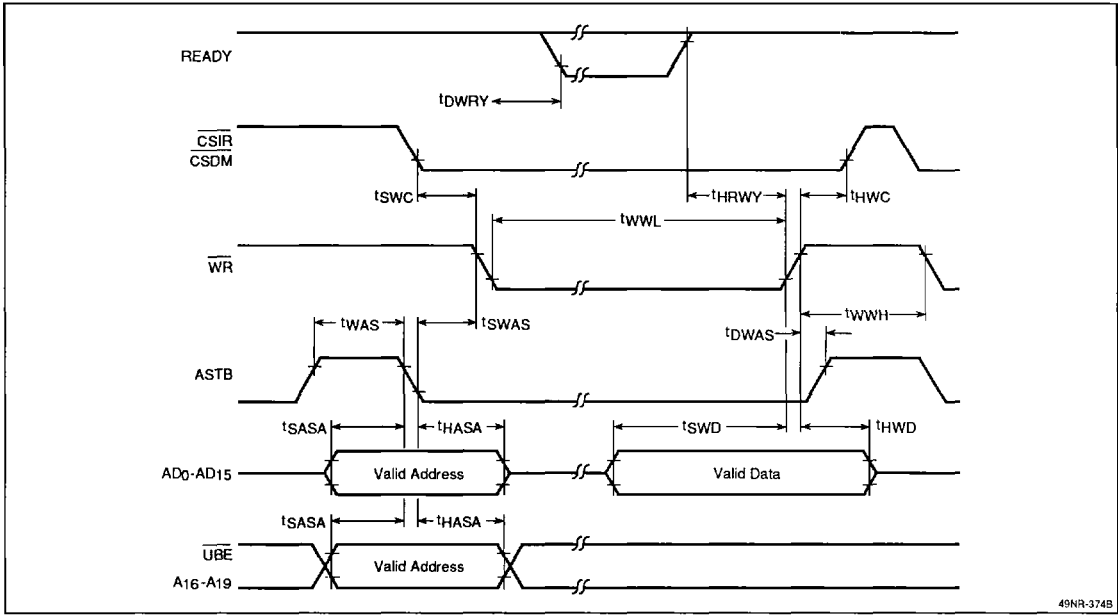 READY
tDWRY
CSIR
CSDM
tSWC
tHRWY
tHWC
tWWL
WR
tWAS
tSWAS
tWWH
tDWAS
ASTB
tSASA
tHASA
tSWD
tHWD
AD0-AD15
Valid Address
Valid Data
tSASA
tHASA
UBE
Valid Address
A16-A19
49NR-374B